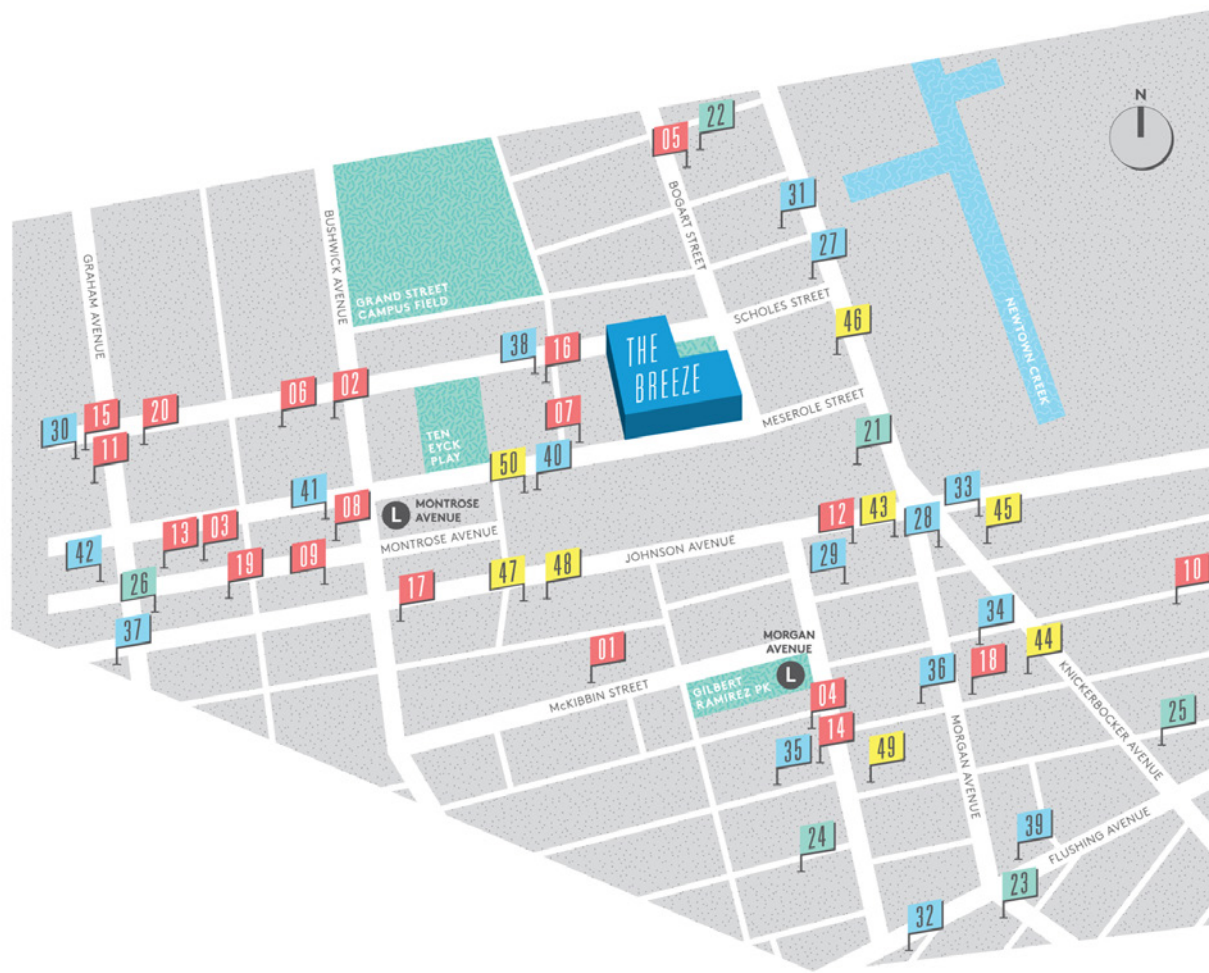 N
22
05
31
BOGART STREET
27
BUSHWICK AVENUE
GRAHAM AVENUE
GRAND STREET
CAMPUS FIELD
NEWTOWN CREEK
SCHOLES STREET
46
38
16
THE
BREEZE
06
02
20
15
30
11
07
MESEROLE STREET
21
TEN
EYCK
PLAY
50
40
41
08
L
MONTROSE
AVENUE
MONTROSE AVENUE
33
45
12
43
28
13
03
42
19
09
26
17
47
48
JOHNSON AVENUE
29
10
37
34
01
MORGAN
AVENUE
L
44
18
36
McKIBBIN STREET
GILBERT
RAMIREZ PK
04
14
35
49
KNICKERBOCKER AVENUE
25
MORGAN AVENUE
24
39
FLUSHING AVENUE
23
32